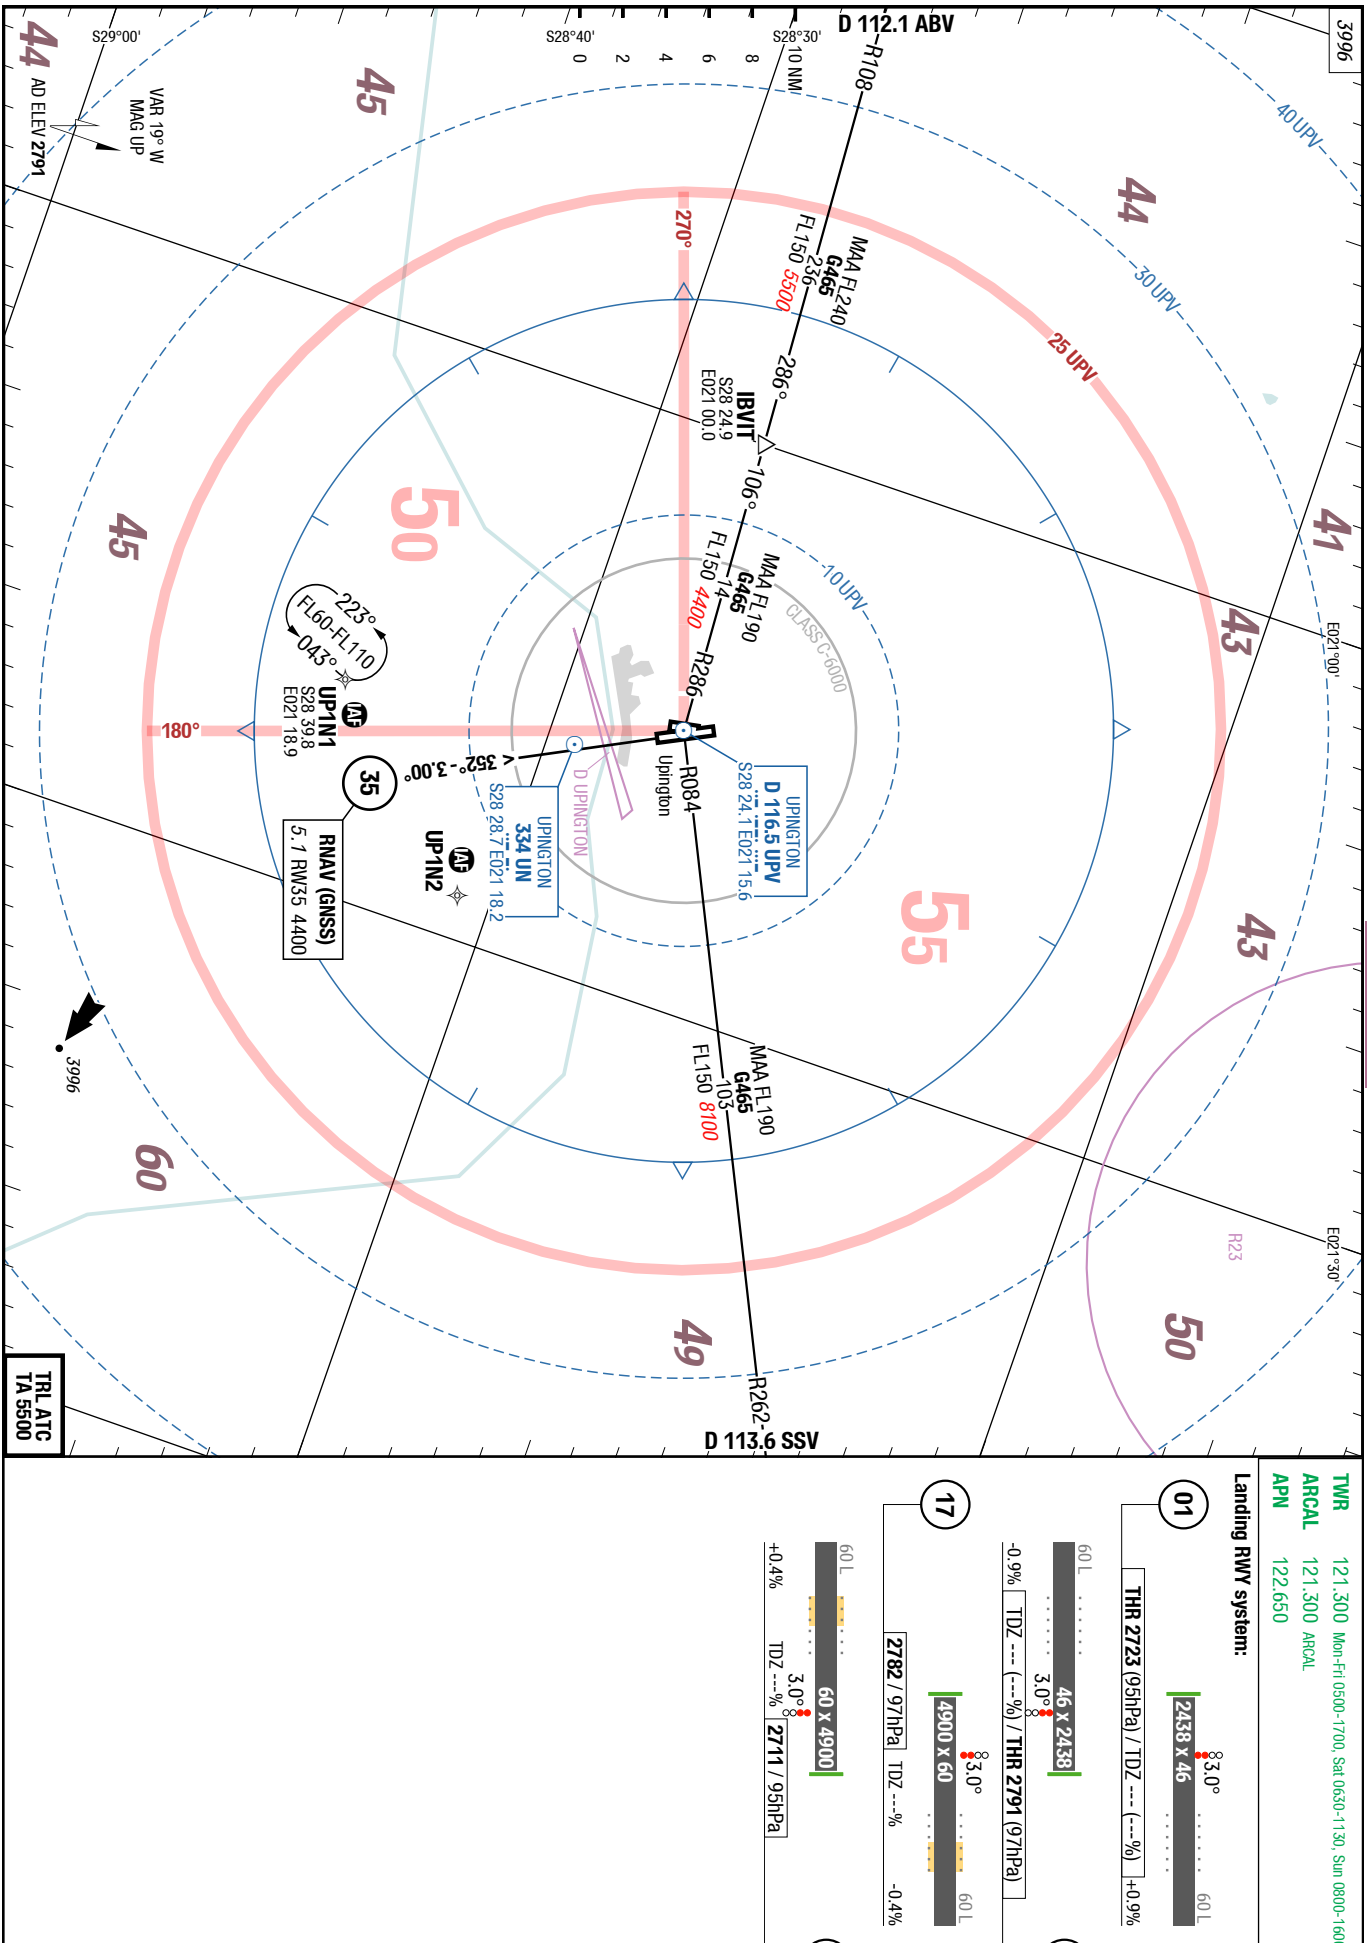 3996
D 112.1 ABV
R108
40 UPV
S29°00'
S28°40'
S28°30'
0
2
4
6
8
10 NM
44
AD ELEV 2791
VAR 19° W
MAG UP
45
44
30 UPV
25 UPV
270°
MAA FL240
G465
236
FL150 5500
286°
IBVIT
S28 24.9
E021 00.0
106°
MAA FL190
G465
14
FL150 4400
R286
10 UPV
CLASS C-6000
41
43
E021°00'
45
50
223°
FL60-FL110
043°
IAF
UP1N1
S28 39.8
E021 18.9
180°
35
352°-3.00°
<
RNAV (GNSS)
5.1 RW35 4400
IAF
UP1N2
UPINGTON
334 UN
S28 28.7 E021 18.2
D UPINGTON
Upington
R084
UPINGTON
D 116.5 UPV
S28 24.1 E021 15.6
55
43
MAA FL190
G465
103
FL150 8100
3996
60
49
R262
D 113.6 SSV
R23
50
E021°30'
TRL ATC
TA 5500
TWR 121.300 Mon-Fri 0500-1700, Sat 0630-1130, Sun 0800-1600
ARCAL 121.300 ARCAL
APN 122.650
Landing RWY system:
01
3.0°
2438 x 46
60 L
THR 2723 (95hPa) / TDZ --- (---%)
+0.9%
60 L
46 x 2438
3.0°
-0.9%
TDZ --- (---%) / THR 2791 (97hPa)
17
3.0°
4900 x 60
60 L
2782 / 97hPa
TDZ ---%
-0.4%
60 L
60 x 4900
3.0°
+0.4%
TDZ ---%
2711 / 95hPa